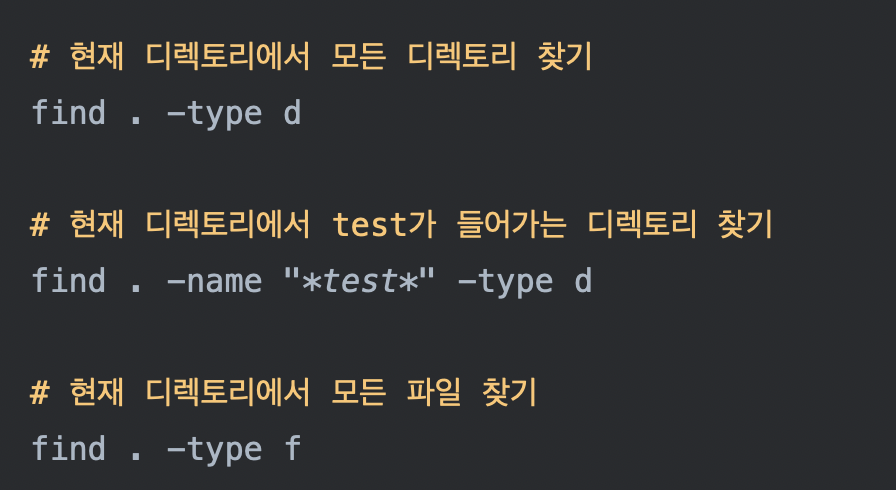 # 현재 디렉토리에서 모든 디렉토리 찾기
find . -type d
# 현재 디렉토리에서 test가 들어가는 디렉토리 찾기
find . -name "*test*" -type d
# 현재 디렉토리에서 모든 파일 찾기
find . -type f